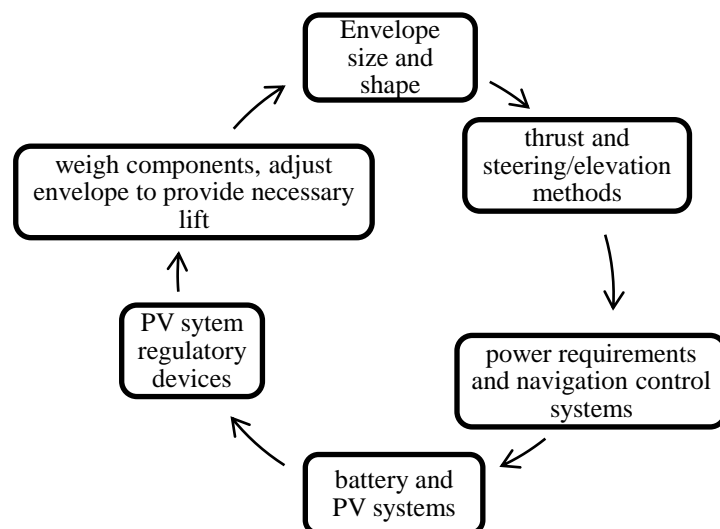 Envelope
size and
shape
thrust and
steering/elevation
methods
power requirements
and navigation control
systems
battery and
PV systems
PV sytem
regulatory
devices
weigh components, adjust
envelope to provide necessary
lift